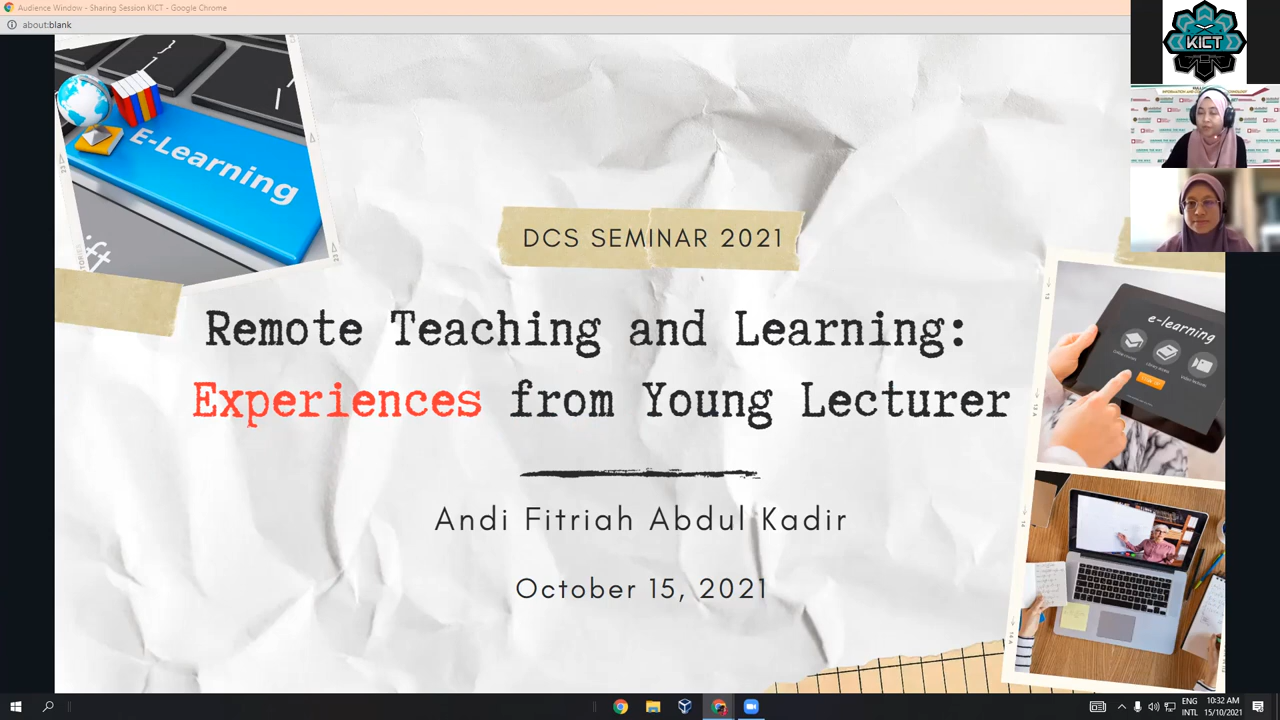 Audience Window - Sharing Session KICT - Google Chrome
about:blank
KICT
E-Learning
DCS SEMINAR 2021
Remote Teaching and Learning:
Experiences from Young Lecturer
Andi Fitriah Abdul Kadir
October 15, 2021
e-learning
ENG
INTL
10:32 AM
15/10/2021